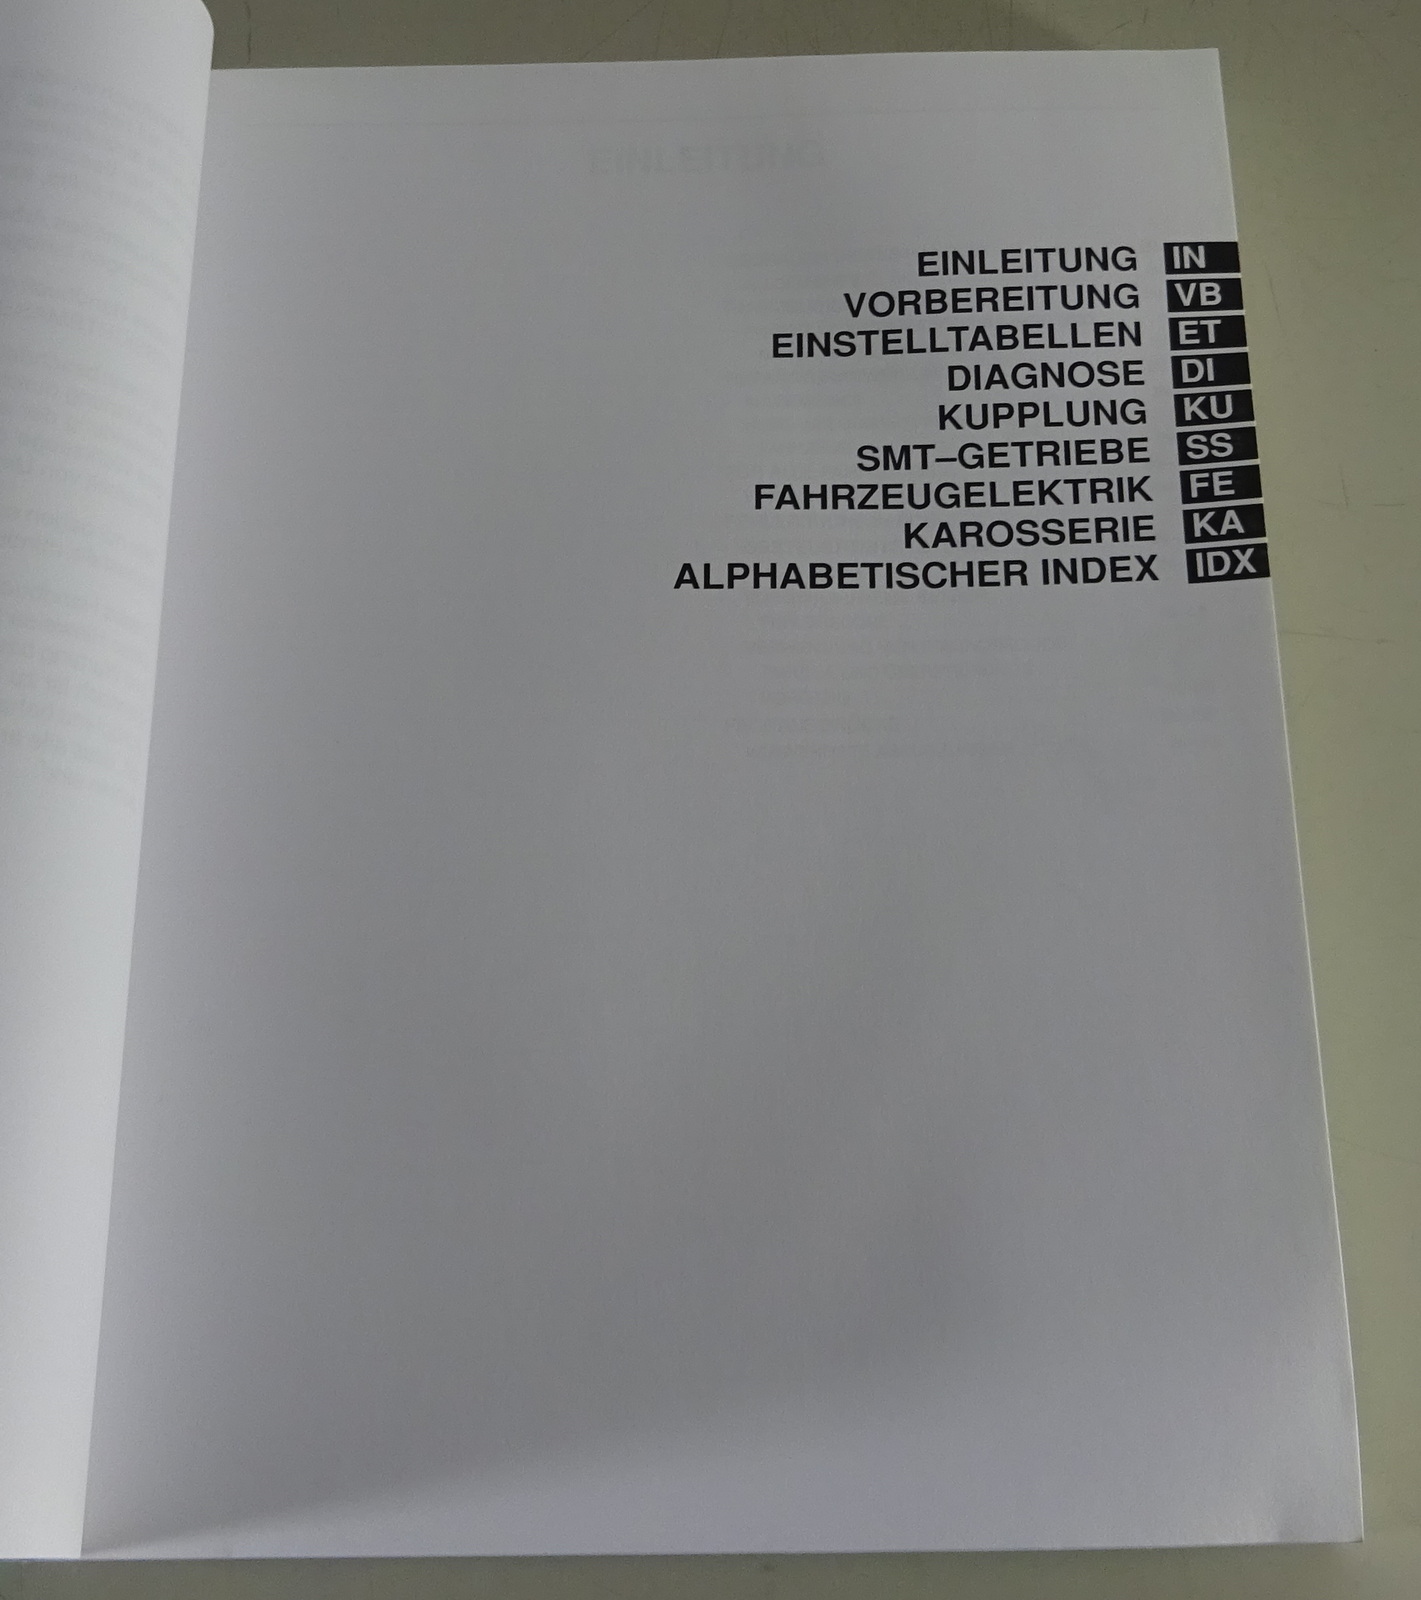 EINLEITUNG IN
VORBEREITUNG VB
EINSTELLTABELLEN ET
DIAGNOSE DI
KUPPLUNG KU
SMT–GETRIEBE SS
FAHRZEUGELEKTRIK FE
KAROSSERIE KA
ALPHABETISCHER INDEX IDX